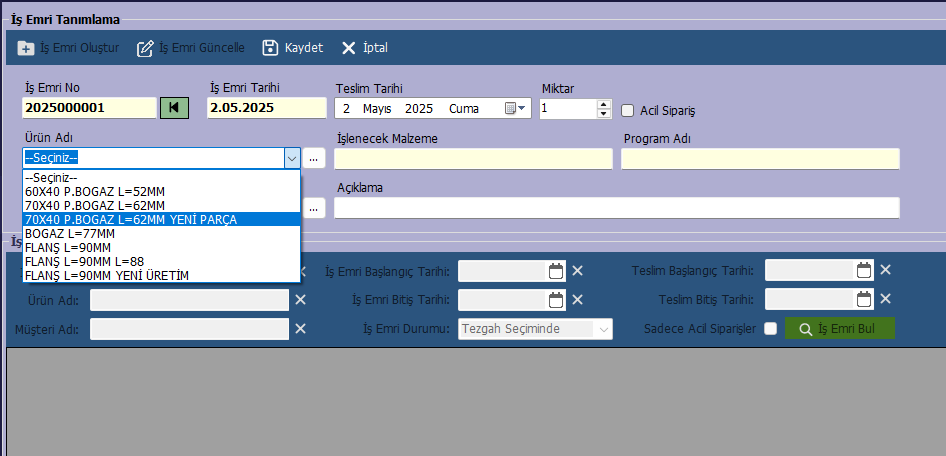 İş Emri Tanımlama
İş Emri Oluştur İş Emri Güncelle Kaydet İptal
İş Emri No İş Emri Tarihi Teslim Tarihi Miktar
2025000001 2.05.2025 2 Mayıs 2025 Cuma 1 Acil Sipariş
Ürün Adı İşlenecek Malzeme Program Adı
--Seçiniz-- ...
--Seçiniz--
60X40 P.BOGAZ L=52MM Açıklama
70X40 P.BOGAZ L=62MM
70X40 P.BOGAZ L=62MM YENİ PARÇA ...
BOGAZ L=77MM
FLANŞ L=90MM
FLANŞ L=90MM L=88
FLANŞ L=90MM YENİ ÜRETİM
İş Emri Başlangıç Tarihi: Teslim Başlangıç Tarihi:
Ürün Adı: İş Emri Bitiş Tarihi: Teslim Bitiş Tarihi:
Müşteri Adı: İş Emri Durumu: Tezgah Seçiminde Sadece Acil Siparişler İş Emri Bul